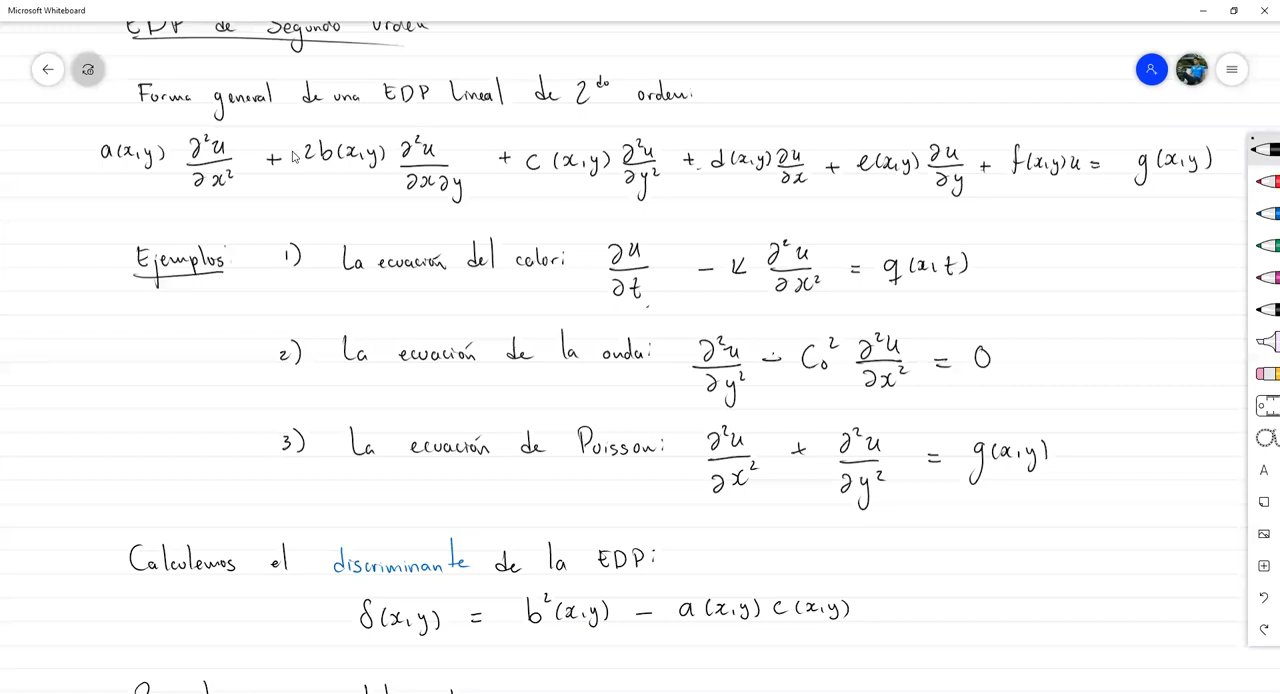 Microsoft Whiteboard
EDP de Segundo Orden
Forma general de una EDP Lineal de 2^do orden:
a(x,y) ∂²u/∂x² + 2b(x,y) ∂²u/∂x∂y + c(x,y) ∂²u/∂y² + d(x,y) ∂u/∂x + e(x,y) ∂u/∂y + f(x,y)u = g(x,y)
Ejemplos: 1) La ecuación del calor: ∂u/∂t - K ∂²u/∂x² = q(x,t)
2) La ecuación de la onda: ∂²u/∂y² - C₀² ∂²u/∂x² = 0
3) La ecuación de Poisson: ∂²u/∂x² + ∂²u/∂y² = g(x,y)
Calculemos el discriminante de la EDP:
δ(x,y) = b²(x,y) - a(x,y) c(x,y)